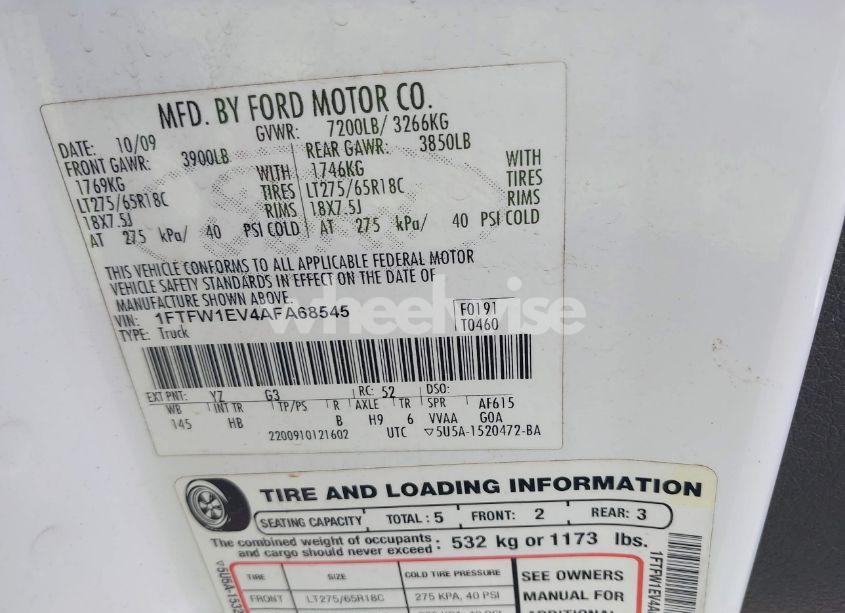 MFD. BY FORD MOTOR CO.
DATE: 10/09 GVWR: 7200LB/ 3266KG
FRONT GAWR: 3900LB REAR GAWR: 3850LB
1769KG WITH 1746KG WITH
LT275/65R18C TIRES LT275/65R18C TIRES
18X7.5J RIMS 18X7.5J RIMS
AT 275 kPa/ 40 PSI COLD AT 275 kPa/ 40 PSI COLD
THIS VEHICLE CONFORMS TO ALL APPLICABLE FEDERAL MOTOR
VEHICLE SAFETY STANDARDS IN EFFECT ON THE DATE OF
MANUFACTURE SHOWN ABOVE.
VIN: 1FTFW1EV4AFA68545 F0191
TYPE: Truck T0460
wheelwise
EXT PNT: YZ G3 RC: 52 DSO:
WB INT TR TP/PS R AXLE TR SPR AF615
145 HB B H9 6 VVAA GOA
2200910121602 UTC ▽5U5A-1520472-BA
TIRE AND LOADING INFORMATION
SEATING CAPACITY TOTAL : 5 FRONT: 2 REAR: 3
The combined weight of occupants
and cargo should never exceed : 532 kg or 1173 lbs.
TIRE SIZE COLD TIRE PRESSURE SEE OWNERS
FRONT LT275/65R18C 275 KPA, 40 PSI MANUAL FOR
ADDITIONAL
▽5U5A-1532
1FTFW1EV4A